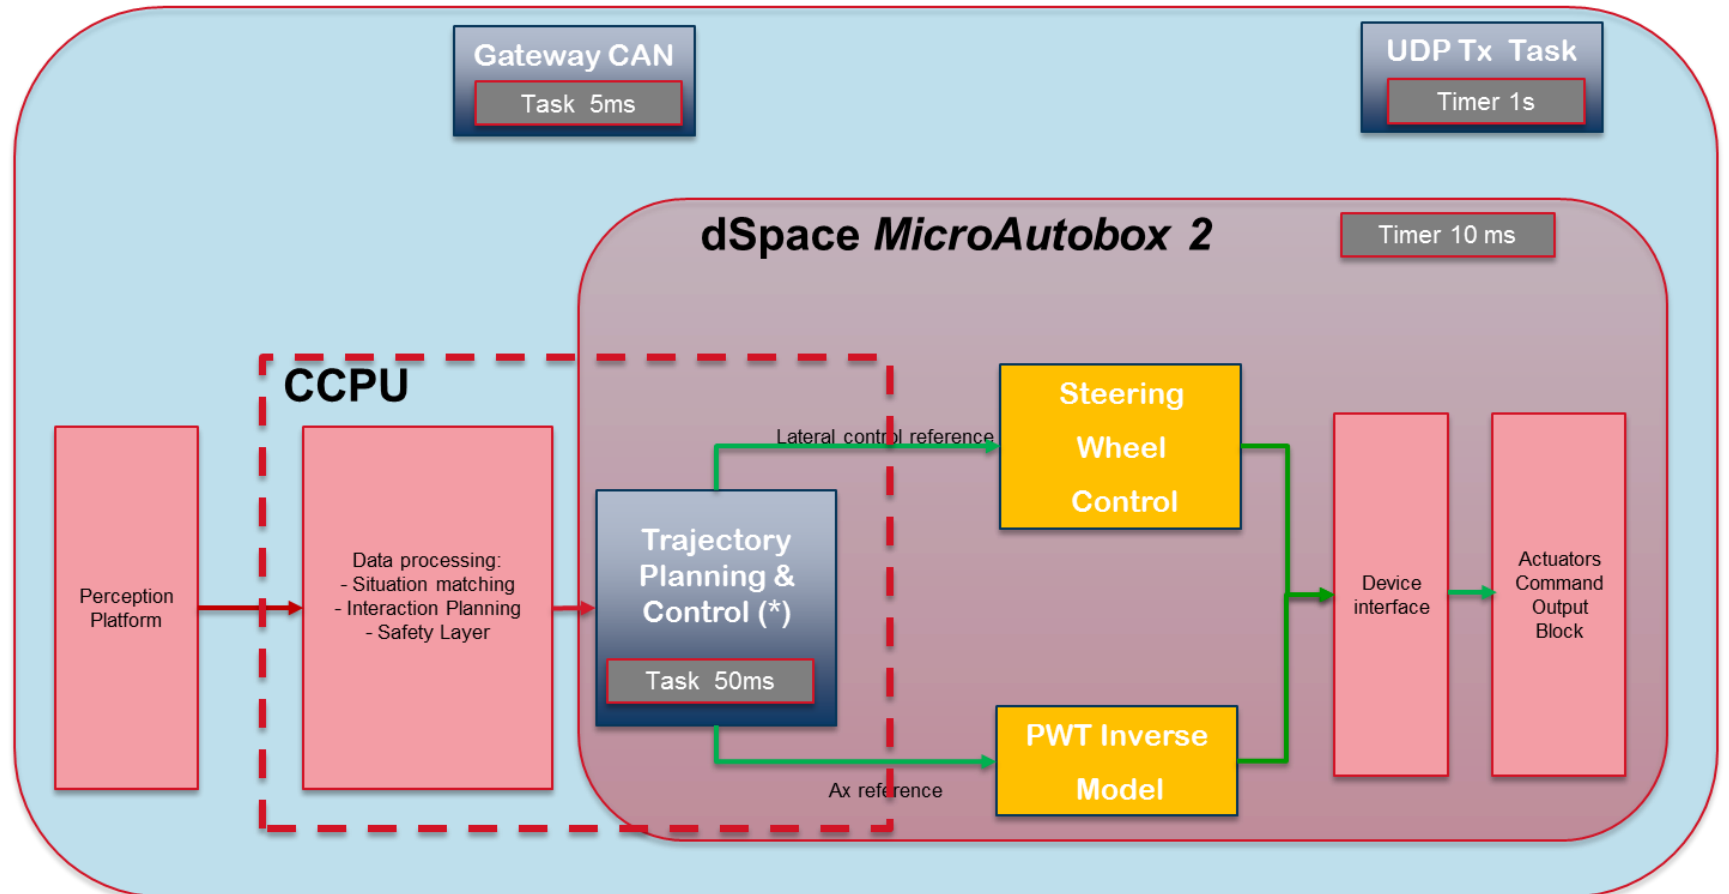 Gateway CAN
Task 5ms
UDP Tx Task
Timer 1s
dSpace MicroAutobox 2
Timer 10 ms
CCPU
Perception
Platform
Data processing:
- Situation matching
- Interaction Planning
- Safety Layer
Trajectory
Planning &
Control (*)
Task 50ms
Lateral control reference
Ax reference
Steering
Wheel
Control
PWT Inverse
Model
Device
interface
Actuators
Command
Output
Block